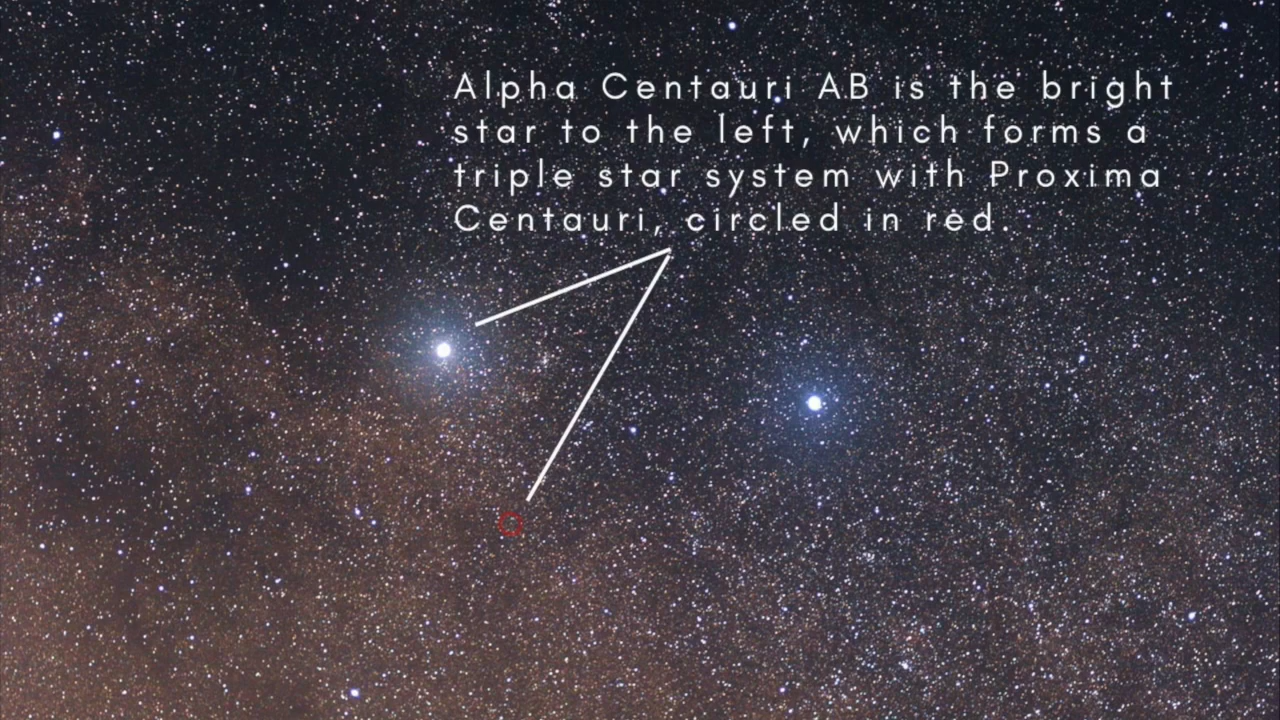 Alpha Centauri AB is the bright
star to the left, which forms a
triple star system with Proxima
Centauri, circled in red.